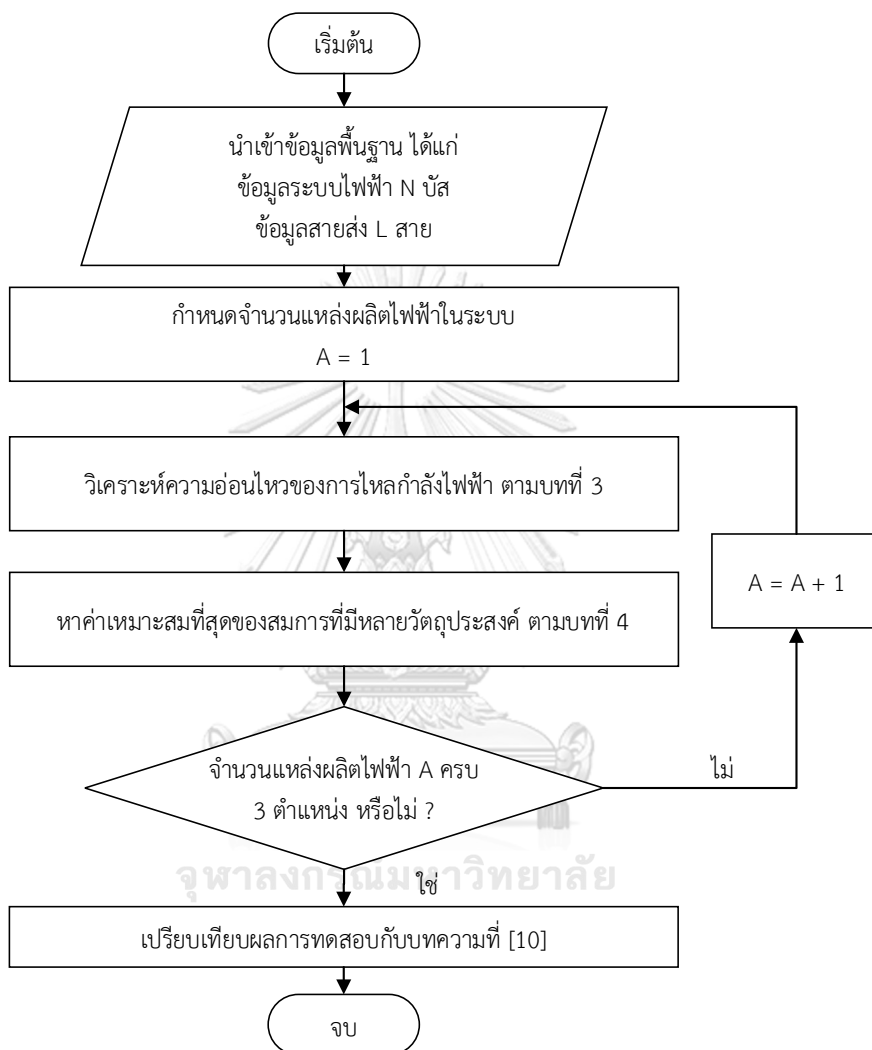 เริ่มต้น
นำเข้าข้อมูลพื้นฐาน ได้แก่
ข้อมูลระบบไฟฟ้า N บัส
ข้อมูลสายส่ง L สาย
กำหนดจำนวนแหล่งผลิตไฟฟ้าในระบบ
A = 1
วิเคราะห์ความอ่อนไหวของการไหลกำลังไฟฟ้า ตามบทที่ 3
A = A + 1
หาค่าเหมาะสมที่สุดของสมการที่มีหลายวัตถุประสงค์ ตามบทที่ 4
จำนวนแหล่งผลิตไฟฟ้า A ครบ
3 ตำแหน่ง หรือไม่ ?
ไม่
จุฬาลงกรณ์มหาวิทยาลัย
ใช่
เปรียบเทียบผลการทดสอบกับบทความที่ [10]
จบ